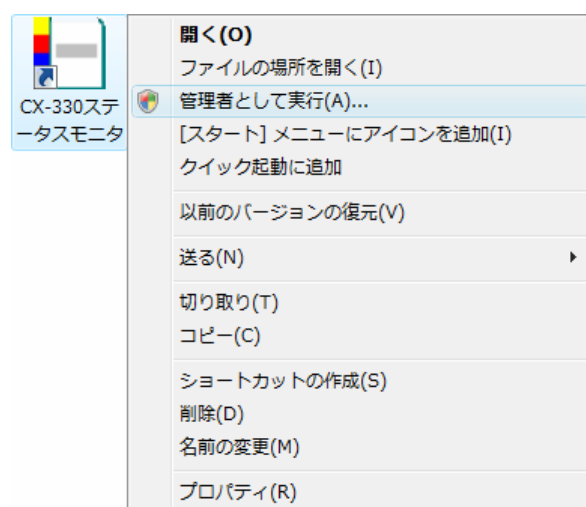 CX-330ステ
ータスモニタ
開く(O)
ファイルの場所を開く(I)
管理者として実行(A)...
[スタート] メニューにアイコンを追加(I)
クイック起動に追加
以前のバージョンの復元(V)
送る(N)
切り取り(T)
コピー(C)
ショートカットの作成(S)
削除(D)
名前の変更(M)
プロパティ(R)